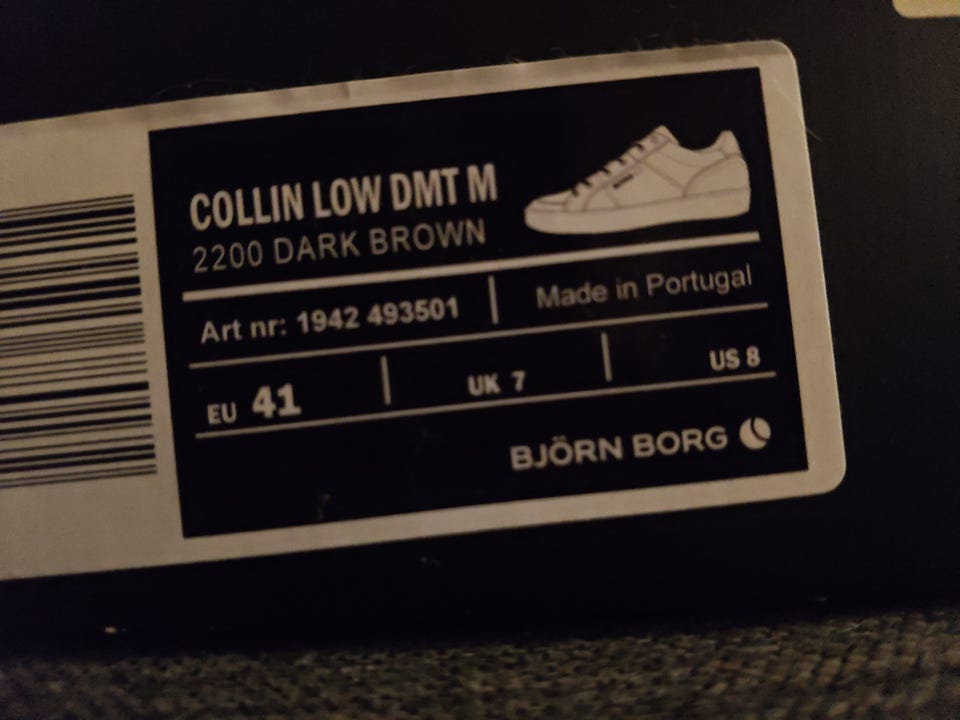 COLLIN LOW DMT M
2200 DARK BROWN
Art nr: 1942 493501 Made in Portugal
EU 41 UK 7 US 8
BJÖRN BORG